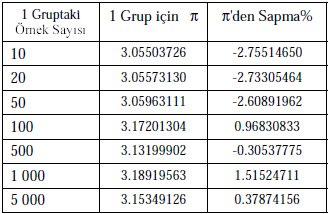 1 Gruptaki Örnek Sayısı 1 Grup için π π'den Sapma%
10 3.05503726 -2.75514650
20 3.05573130 -2.73305464
50 3.05963111 -2.60891962
100 3.17201304 0.96830833
500 3.13199902 -0.30537775
1 000 3.18919563 1.51524711
5 000 3.15349126 0.37874156